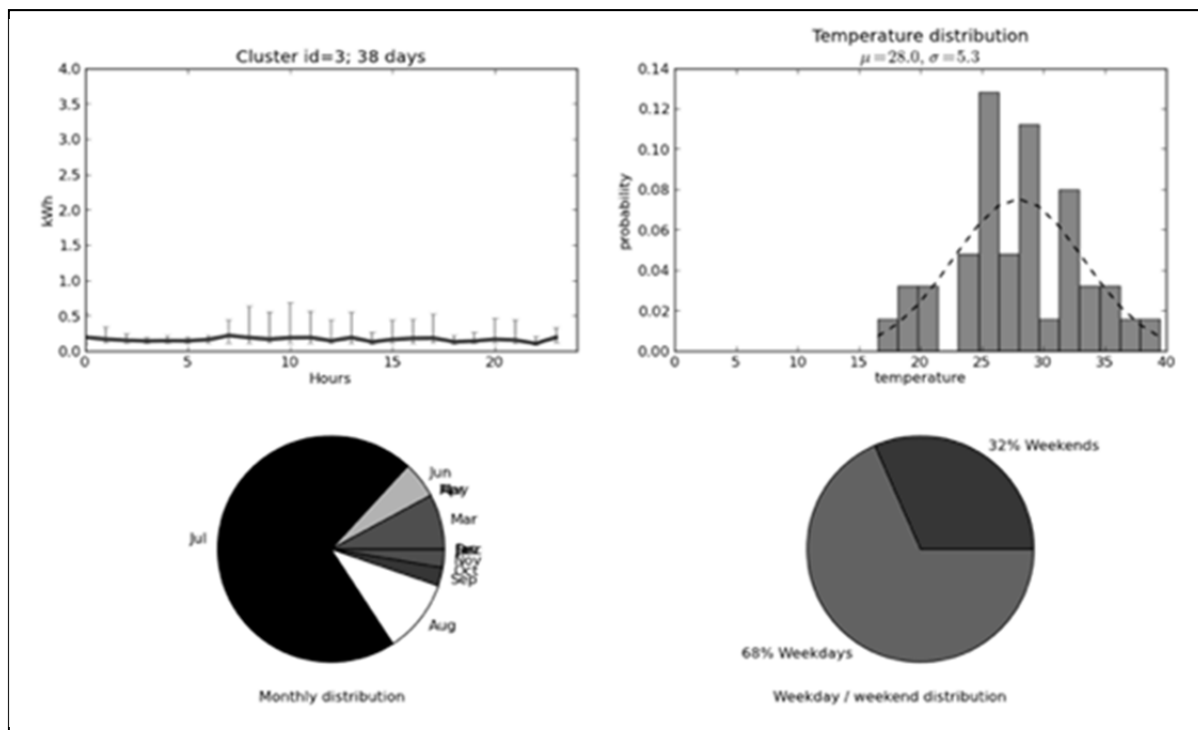 Cluster id=3; 38 days
4.0
3.5
3.0
2.5
2.0
1.5
1.0
0.5
0.0
kWh
0 5 10 15 20
Hours
Temperature distribution
μ=28.0, σ=5.3
0.14
0.12
0.10
0.08
0.06
0.04
0.02
0.00
probability
0 5 10 15 20 25 30 35 40
temperature
Jun
Mar
Jul
Nov
Oct
Sep
Aug
Monthly distribution
32% Weekends
68% Weekdays
Weekday / weekend distribution